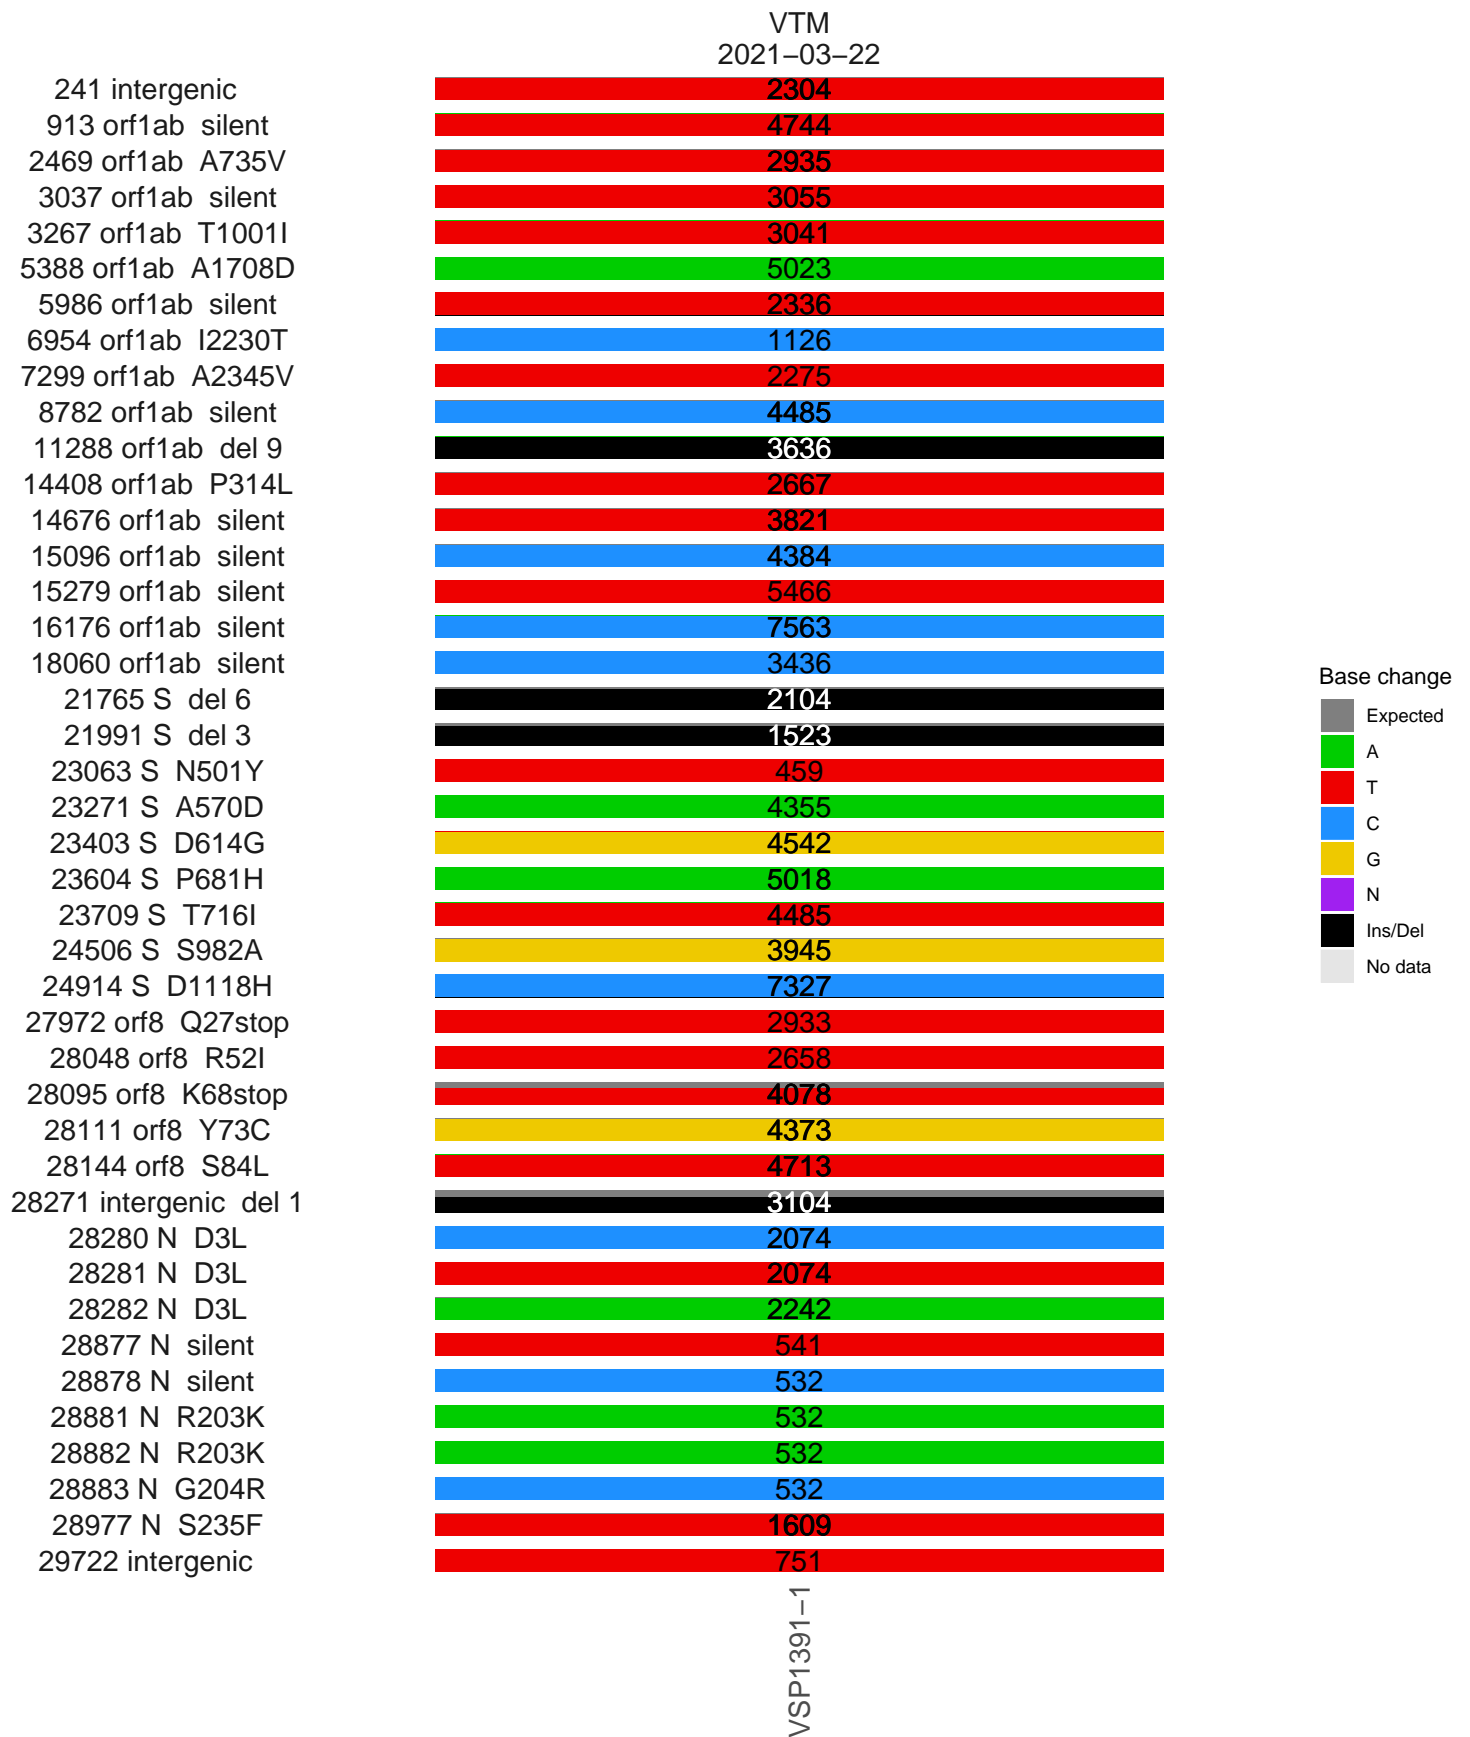 VTM
2021−03−22
241 intergenic 2304
913 orf1ab silent 4744
2469 orf1ab A735V 2935
3037 orf1ab silent 3055
3267 orf1ab T1001I 3041
5388 orf1ab A1708D 5023
5986 orf1ab silent 2336
6954 orf1ab I2230T 1126
7299 orf1ab A2345V 2275
8782 orf1ab silent 4485
11288 orf1ab del 9 3636
14408 orf1ab P314L 2667
14676 orf1ab silent 3821
15096 orf1ab silent 4384
15279 orf1ab silent 5466
16176 orf1ab silent 7563
18060 orf1ab silent 3436
21765 S del 6 2104
21991 S del 3 1523
23063 S N501Y 459
23271 S A570D 4355
23403 S D614G 4542
23604 S P681H 5018
23709 S T716I 4485
24506 S S982A 3945
24914 S D1118H 7327
27972 orf8 Q27stop 2933
28048 orf8 R52I 2658
28095 orf8 K68stop 4078
28111 orf8 Y73C 4373
28144 orf8 S84L 4713
28271 intergenic del 1 3104
28280 N D3L 2074
28281 N D3L 2074
28282 N D3L 2242
28877 N silent 541
28878 N silent 532
28881 N R203K 532
28882 N R203K 532
28883 N G204R 532
28977 N S235F 1609
29722 intergenic 751
VSP1391−1
Base change
Expected
A
T
C
G
N
Ins/Del
No data